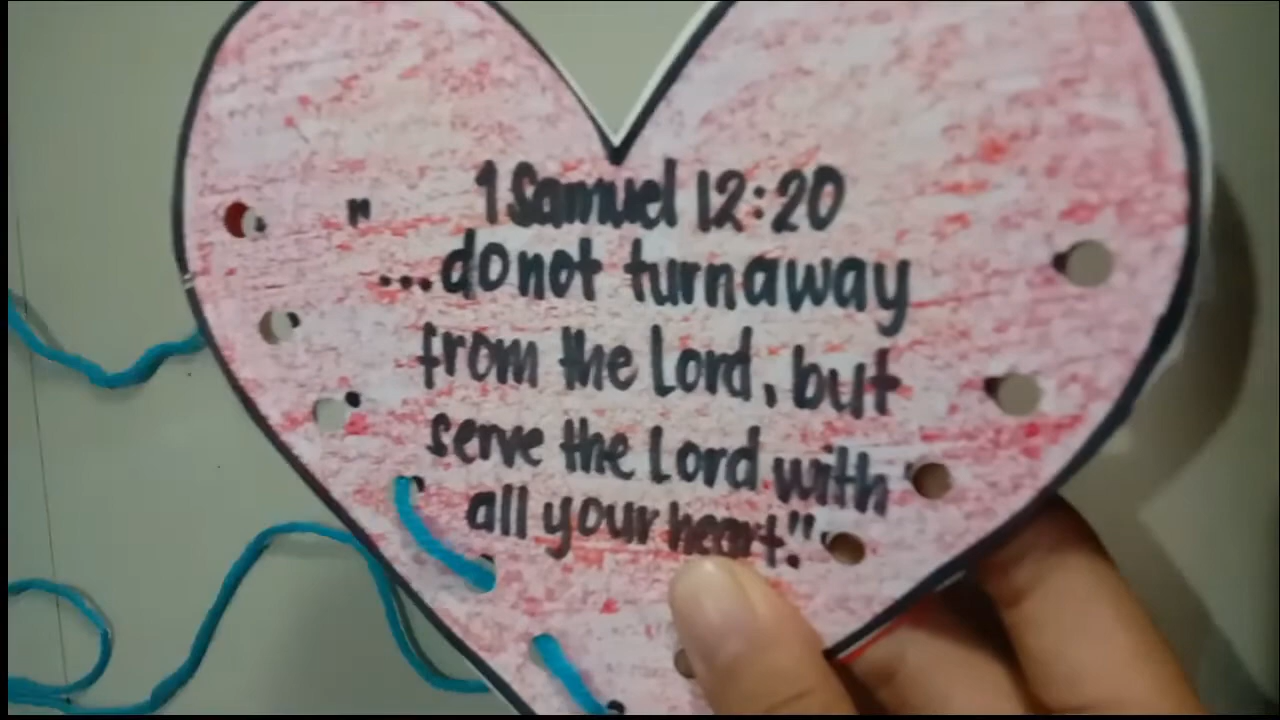 1 Samuel 12:20
"...do not turn away
from the Lord, but
serve the Lord with
all your heart."